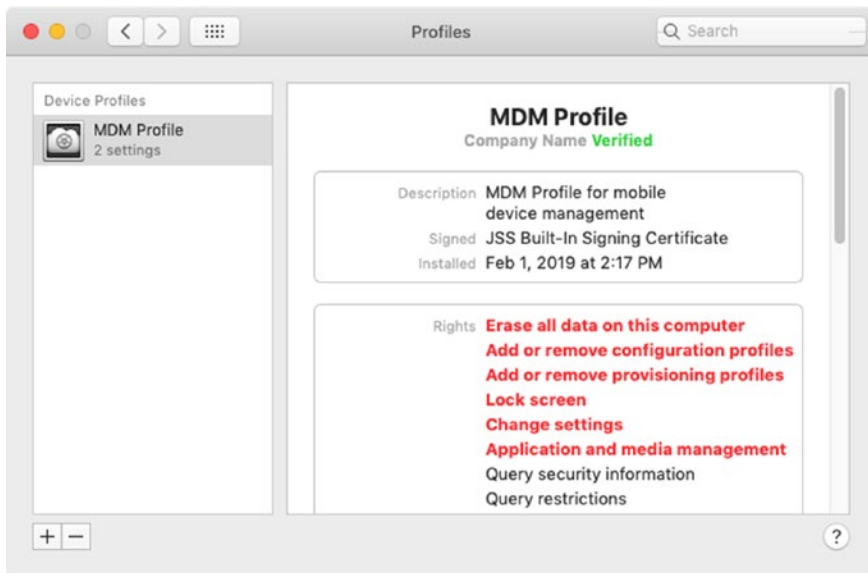 Profiles
Search
Device Profiles
MDM Profile
2 settings
MDM Profile
Company Name Verified
Description MDM Profile for mobile
device management
Signed JSS Built-In Signing Certificate
Installed Feb 1, 2019 at 2:17 PM
Rights Erase all data on this computer
Add or remove configuration profiles
Add or remove provisioning profiles
Lock screen
Change settings
Application and media management
Query security information
Query restrictions
+ −
?